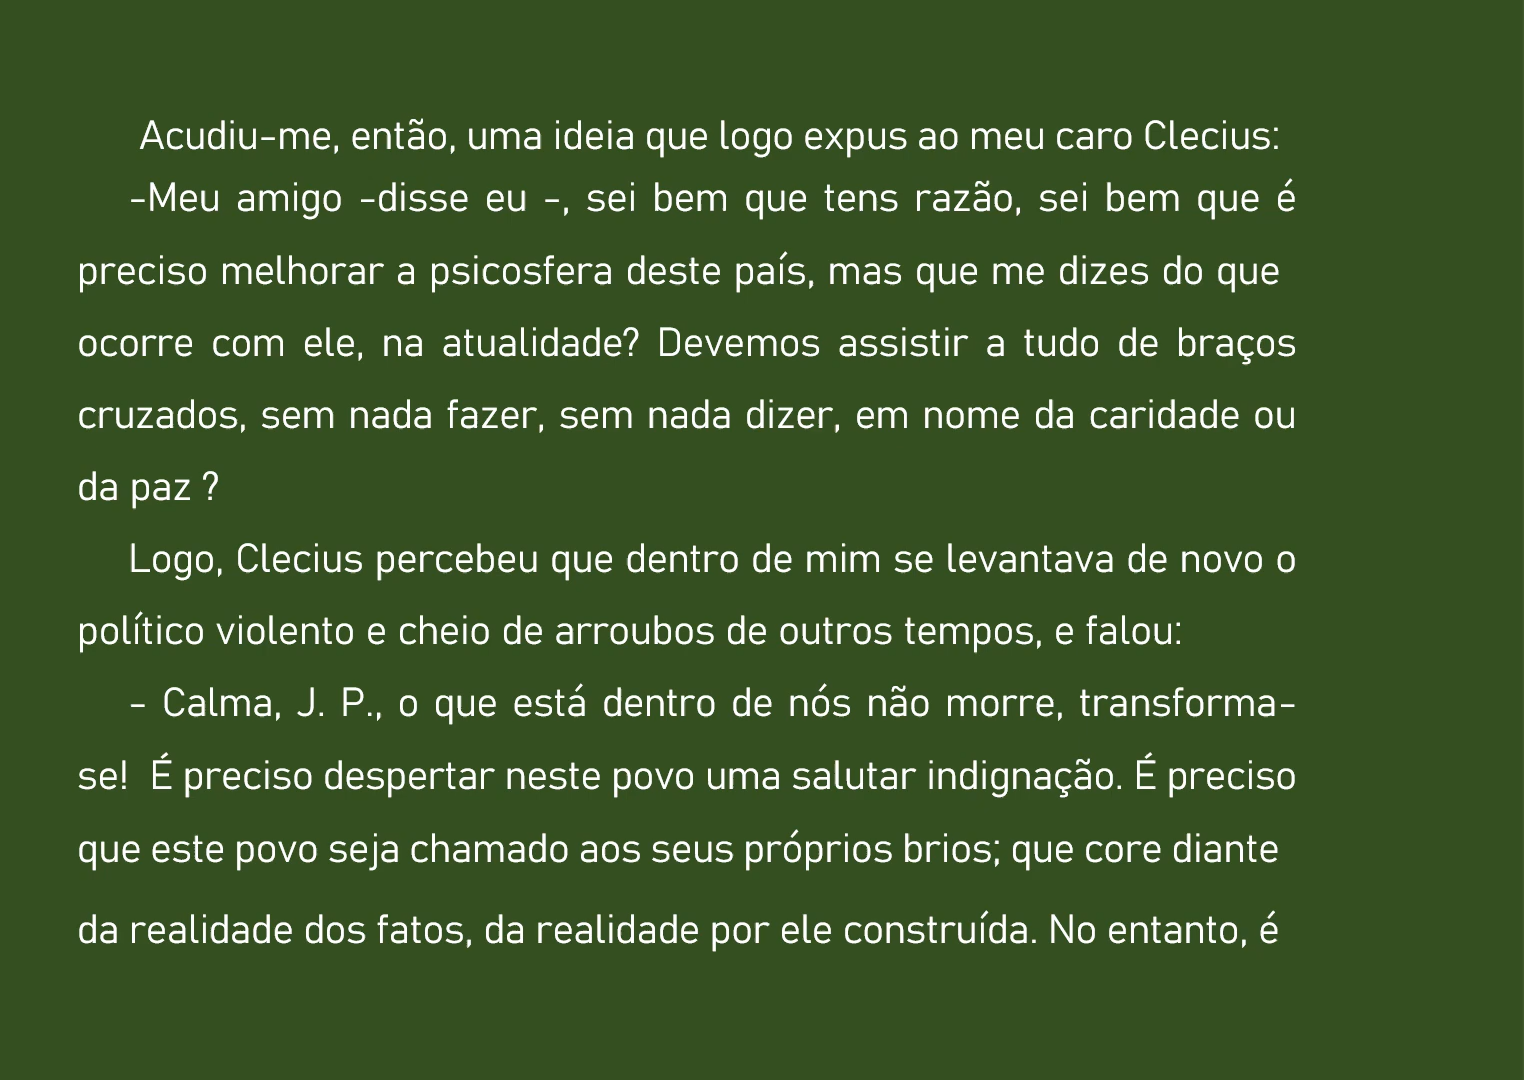 Acudiu-me, então, uma ideia que logo expus ao meu caro Clecius:
-Meu amigo -disse eu -, sei bem que tens razão, sei bem que é
preciso melhorar a psicosfera deste país, mas que me dizes do que
ocorre com ele, na atualidade? Devemos assistir a tudo de braços
cruzados, sem nada fazer, sem nada dizer, em nome da caridade ou
da paz ?
Logo, Clecius percebeu que dentro de mim se levantava de novo o
político violento e cheio de arroubos de outros tempos, e falou:
- Calma, J. P., o que está dentro de nós não morre, transforma-
se!  É preciso despertar neste povo uma salutar indignação. É preciso
que este povo seja chamado aos seus próprios brios; que core diante
da realidade dos fatos, da realidade por ele construída. No entanto, é